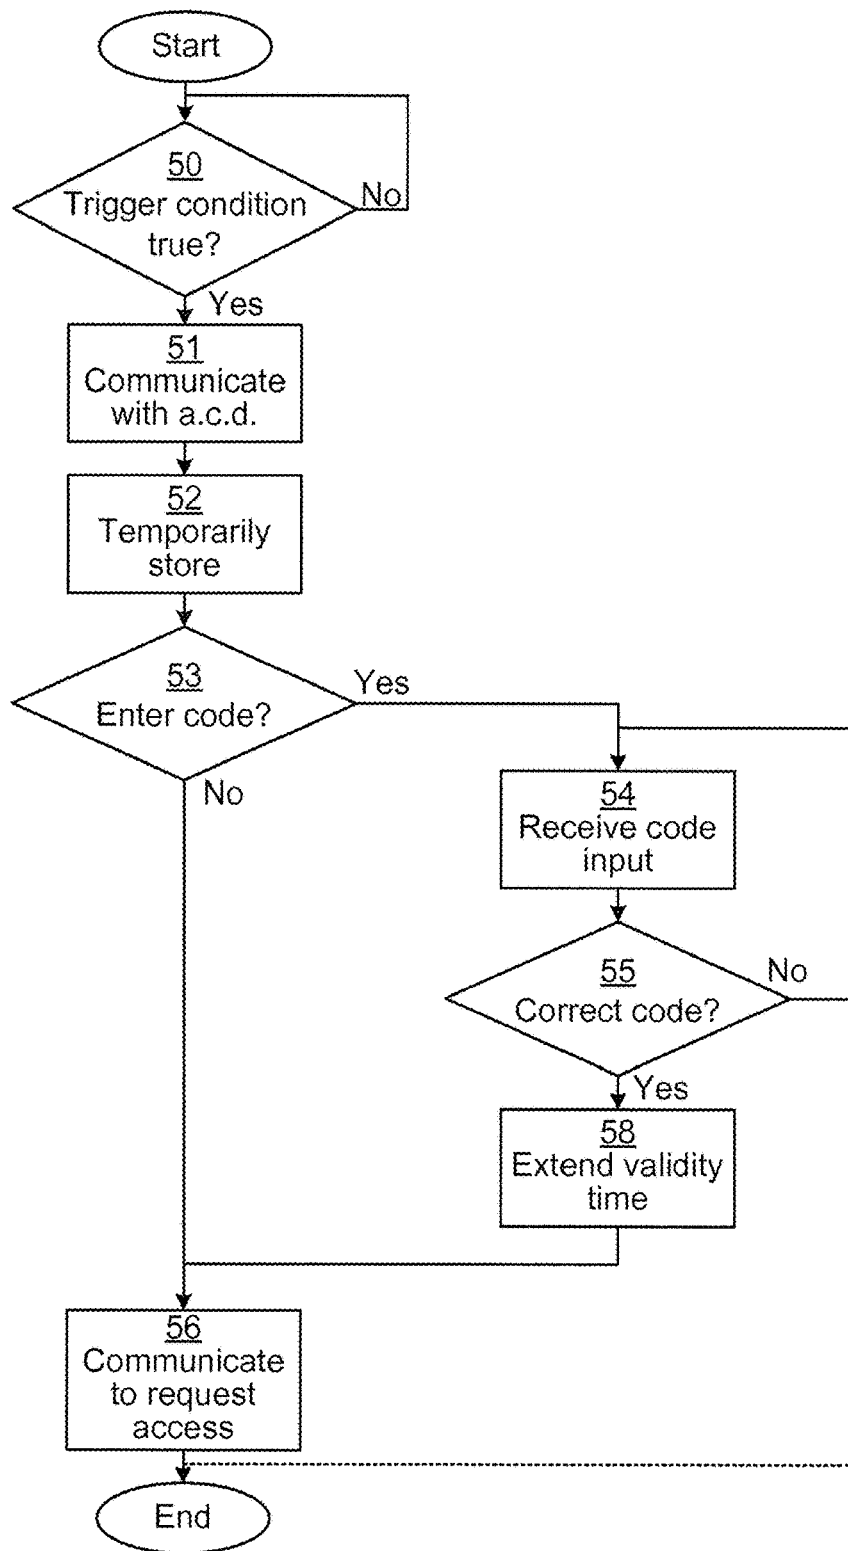 Start
50
Trigger condition
true?
No
Yes
51
Communicate
with a.c.d.
52
Temporarily
store
53
Enter code?
Yes
No
54
Receive code
input
55
Correct code?
No
Yes
58
Extend validity
time
56
Communicate
to request
access
End